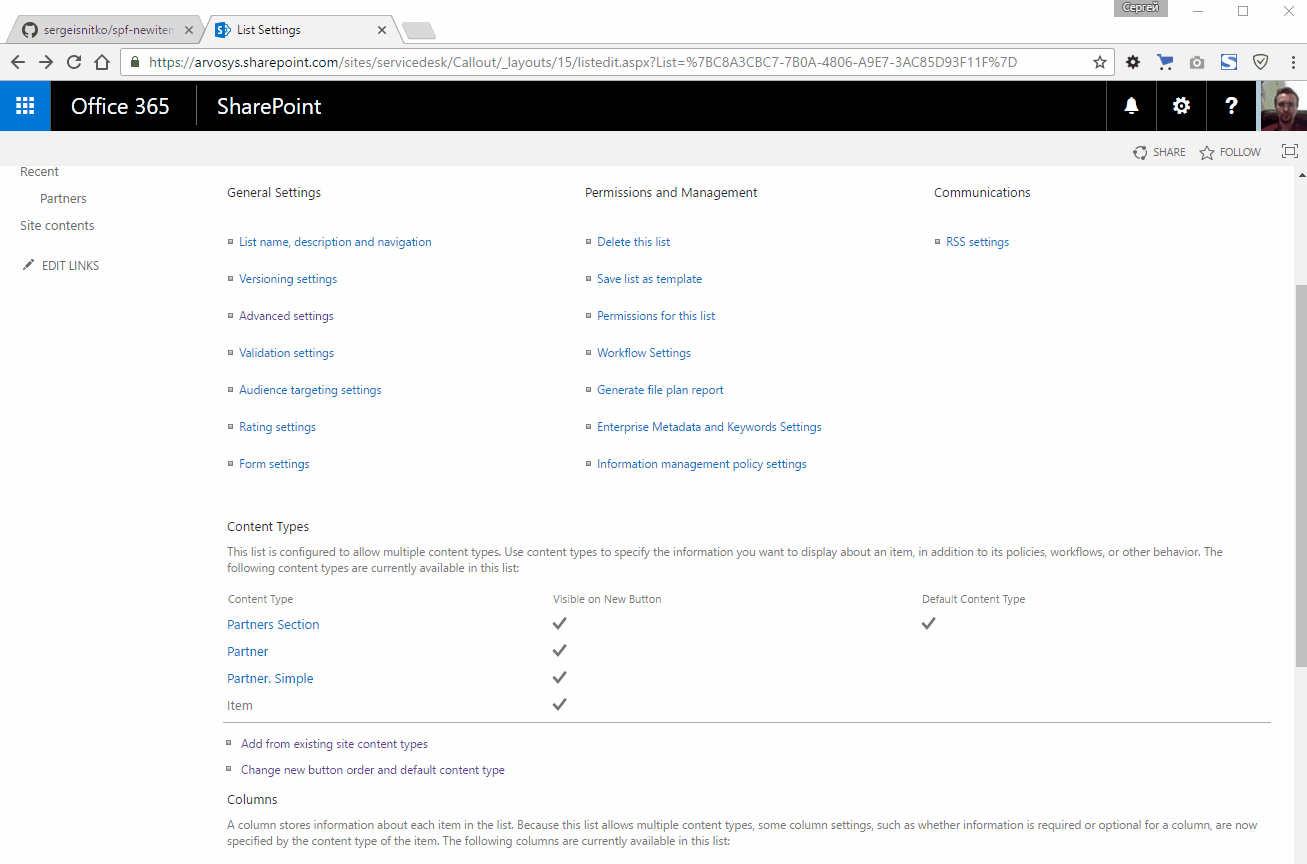 Сергей
sergeisnitko/spf-newitem
List Settings
https://arvosys.sharepoint.com/sites/servicedesk/Callout/_layouts/15/listedit.aspx?List=%7BC8A3CBC7-7B0A-4806-A9E7-3AC85D93F11F%7D
Office 365
SharePoint
?
SHARE
FOLLOW
Recent
Partners
Site contents
EDIT LINKS
General Settings
Permissions and Management
Communications
List name, description and navigation
Delete this list
RSS settings
Versioning settings
Save list as template
Advanced settings
Permissions for this list
Validation settings
Workflow Settings
Audience targeting settings
Generate file plan report
Rating settings
Enterprise Metadata and Keywords Settings
Form settings
Information management policy settings
Content Types
This list is configured to allow multiple content types. Use content types to specify the information you want to display about an item, in addition to its policies, workflows, or other behavior. The
following content types are currently available in this list:
Content Type
Visible on New Button
Default Content Type
Partners Section
Partner
Partner. Simple
Item
Add from existing site content types
Change new button order and default content type
Columns
A column stores information about each item in the list. Because this list allows multiple content types, some column settings, such as whether information is required or optional for a column, are now
specified by the content type of the item. The following columns are currently available in this list: